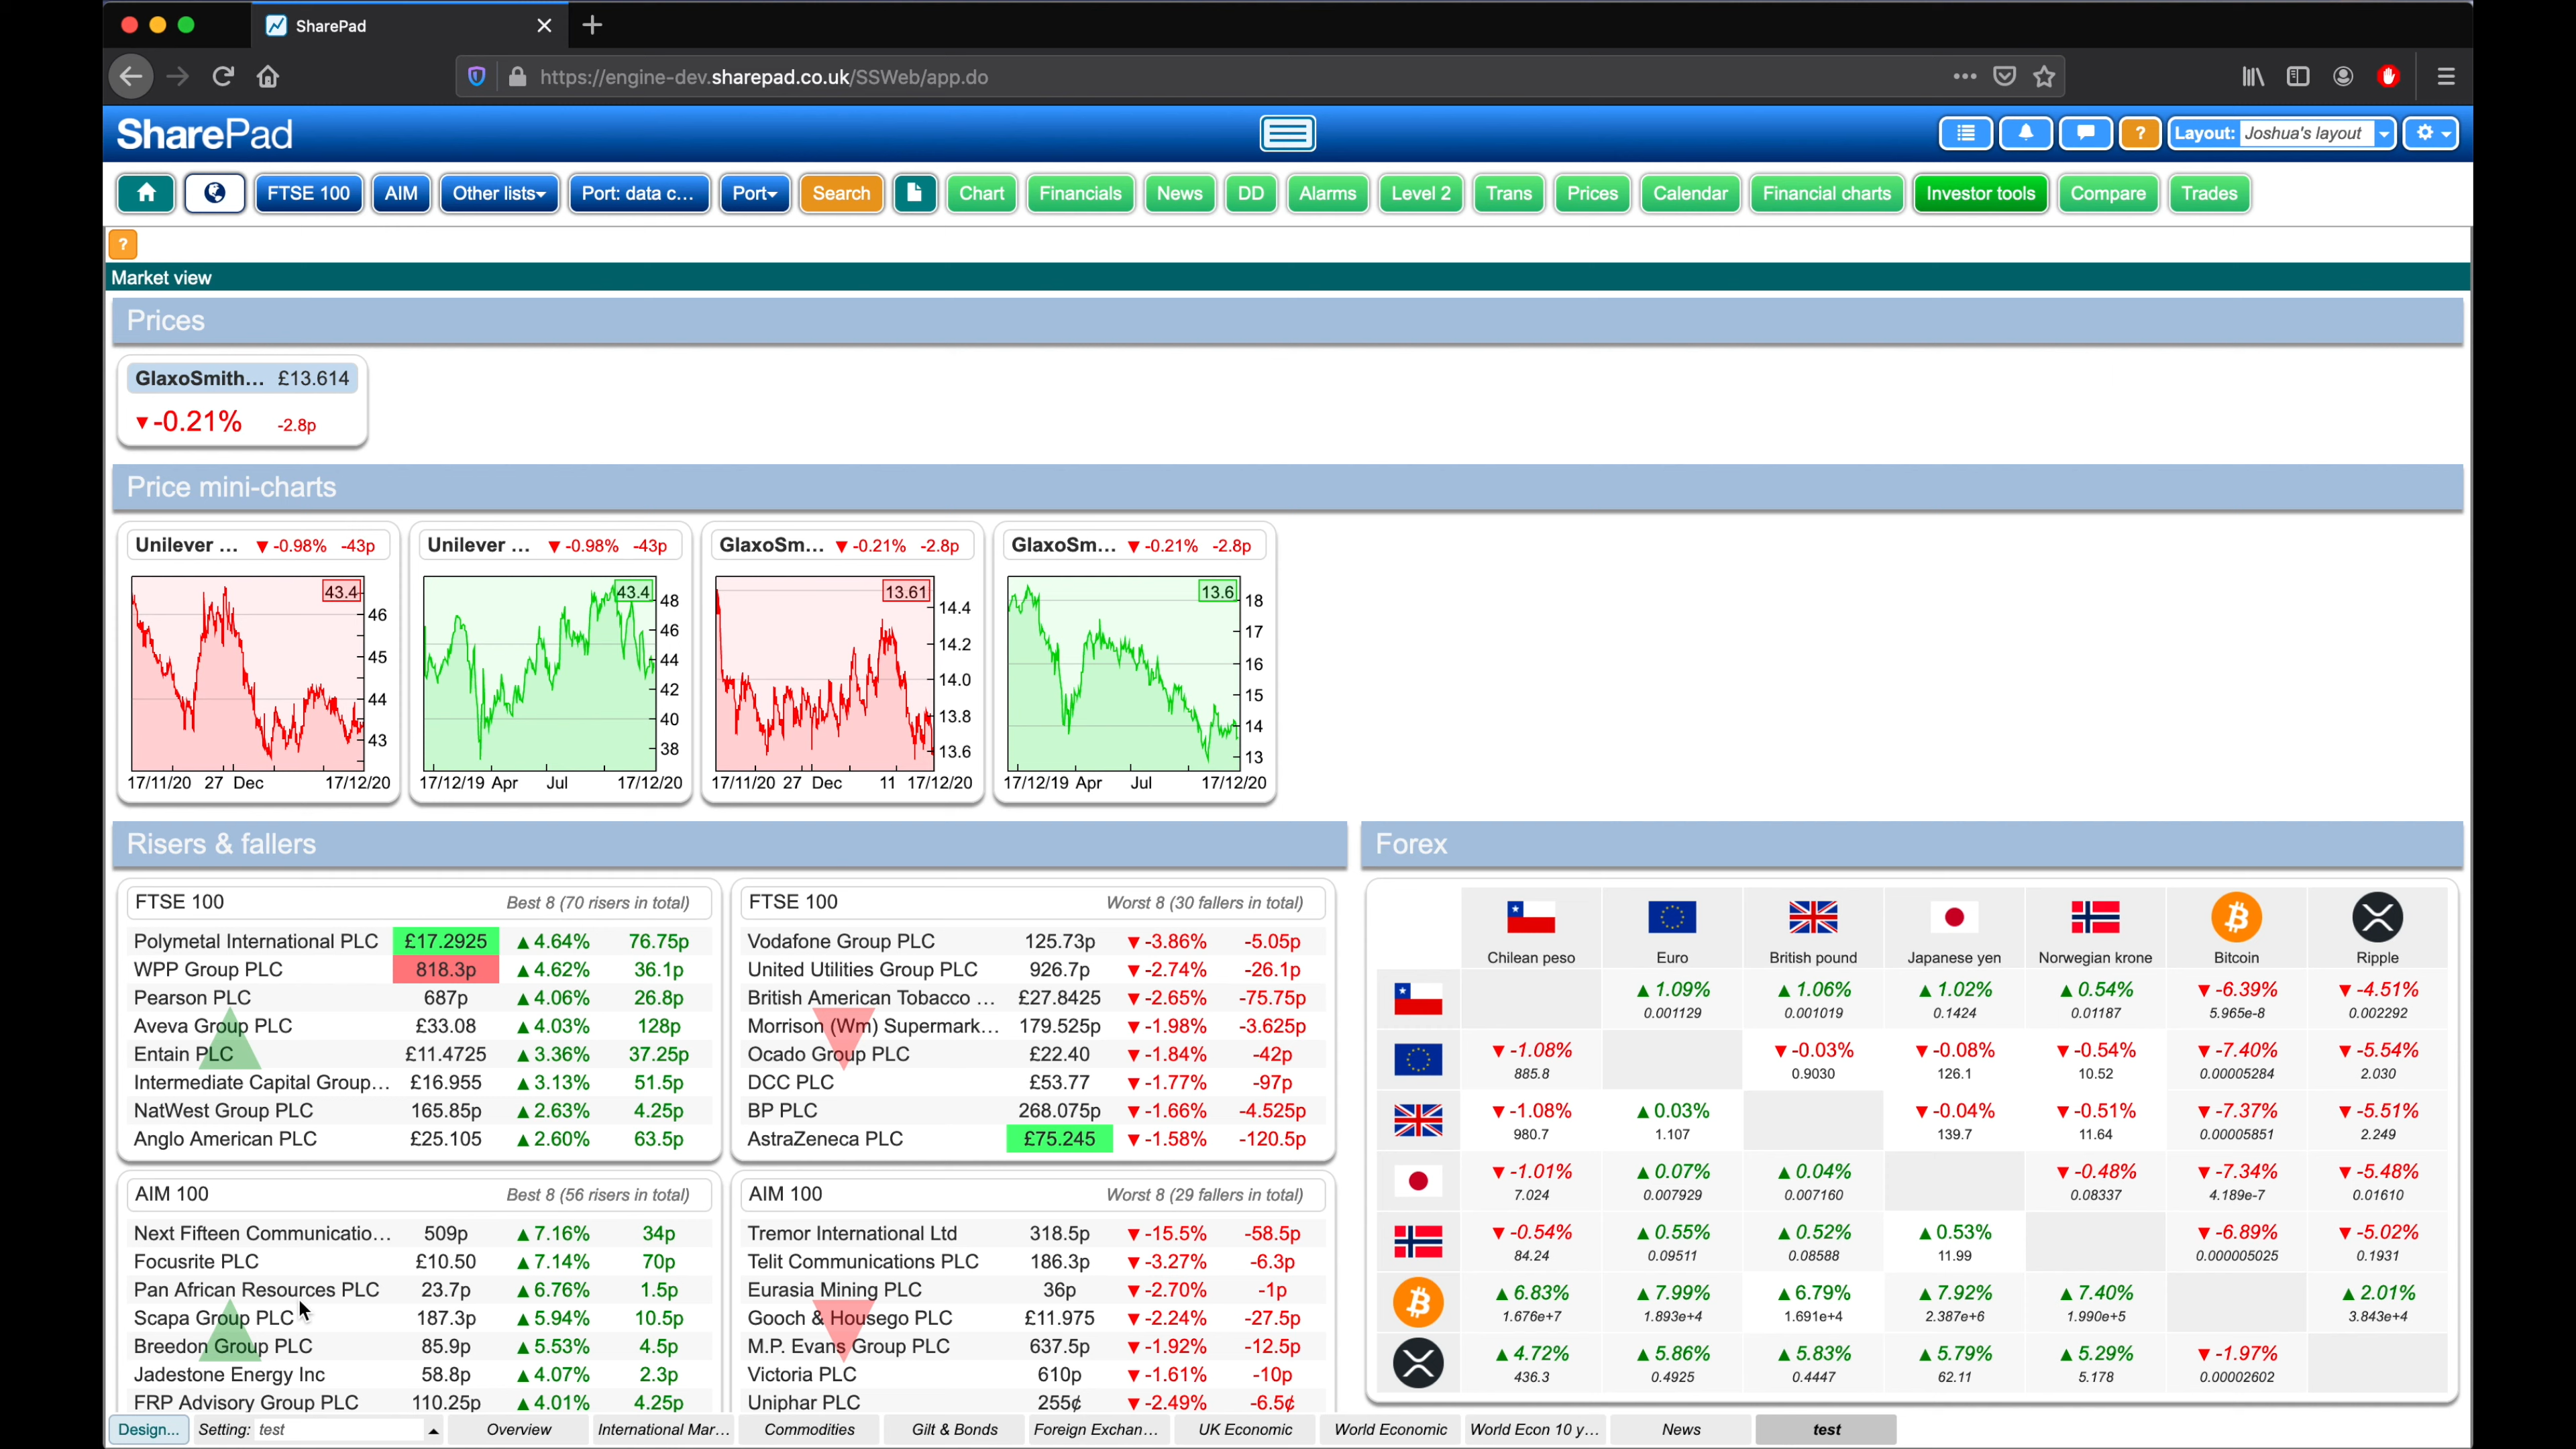 SharePad
https://engine-dev.sharepad.co.uk/SSWeb/app.do
SharePad
? Layout: Joshua's layout
FTSE 100 AIM Other lists Port: data c... Port Search Chart Financials News DD Alarms Level 2 Trans Prices Calendar Financial charts Investor tools Compare Trades
?
Market view
Prices
GlaxoSmith... £13.614
▼-0.21% -2.8p
Price mini-charts
Unilever ... ▼-0.98% -43p
43.4
46
45
44
43
17/11/20 27 Dec 17/12/20
Unilever ... ▼-0.98% -43p
43.4
48
46
44
42
40
38
17/12/19 Apr Jul 17/12/20
GlaxoSm... ▼-0.21% -2.8p
13.61
14.4
14.2
14.0
13.8
13.6
17/11/20 27 Dec 11 17/12/20
GlaxoSm... ▼-0.21% -2.8p
13.6
18
17
16
15
14
13
17/12/19 Apr Jul 17/12/20
Risers & fallers
FTSE 100 Best 8 (70 risers in total)
Polymetal International PLC £17.2925 ▲4.64% 76.75p
WPP Group PLC 818.3p ▲4.62% 36.1p
Pearson PLC 687p ▲4.06% 26.8p
Aveva Group PLC £33.08 ▲4.03% 128p
Entain PLC £11.4725 ▲3.36% 37.25p
Intermediate Capital Group... £16.955 ▲3.13% 51.5p
NatWest Group PLC 165.85p ▲2.63% 4.25p
Anglo American PLC £25.105 ▲2.60% 63.5p
FTSE 100 Worst 8 (30 fallers in total)
Vodafone Group PLC 125.73p ▼-3.86% -5.05p
United Utilities Group PLC 926.7p ▼-2.74% -26.1p
British American Tobacco ... £27.8425 ▼-2.65% -75.75p
Morrison (Wm) Supermark... 179.525p ▼-1.98% -3.625p
Ocado Group PLC £22.40 ▼-1.84% -42p
DCC PLC £53.77 ▼-1.77% -97p
BP PLC 268.075p ▼-1.66% -4.525p
AstraZeneca PLC £75.245 ▼-1.58% -120.5p
AIM 100 Best 8 (56 risers in total)
Next Fifteen Communicatio... 509p ▲7.16% 34p
Focusrite PLC £10.50 ▲7.14% 70p
Pan African Resources PLC 23.7p ▲6.76% 1.5p
Scapa Group PLC 187.3p ▲5.94% 10.5p
Breedon Group PLC 85.9p ▲5.53% 4.5p
Jadestone Energy Inc 58.8p ▲4.07% 2.3p
FRP Advisory Group PLC 110.25p ▲4.01% 4.25p
AIM 100 Worst 8 (29 fallers in total)
Tremor International Ltd 318.5p ▼-15.5% -58.5p
Telit Communications PLC 186.3p ▼-3.27% -6.3p
Eurasia Mining PLC 36p ▼-2.70% -1p
Gooch & Housego PLC £11.975 ▼-2.24% -27.5p
M.P. Evans Group PLC 637.5p ▼-1.92% -12.5p
Victoria PLC 610p ▼-1.61% -10p
Uniphar PLC 255¢ ▼-2.49% -6.5¢
Forex
Chilean peso Euro British pound Japanese yen Norwegian krone Bitcoin Ripple
▲1.09% ▲1.06% ▲1.02% ▲0.54% ▼-6.39% ▼-4.51%
0.001129 0.001019 0.1424 0.01187 5.965e-8 0.002292
▼-1.08% ▼-0.03% ▼-0.08% ▼-0.54% ▼-7.40% ▼-5.54%
885.8 0.9030 126.1 10.52 0.00005284 2.030
▼-1.08% ▲0.03% ▼-0.04% ▼-0.51% ▼-7.37% ▼-5.51%
980.7 1.107 139.7 11.64 0.00005851 2.249
▼-1.01% ▲0.07% ▲0.04% ▼-0.48% ▼-7.34% ▼-5.48%
7.024 0.007929 0.007160 0.08337 4.189e-7 0.01610
▼-0.54% ▲0.55% ▲0.52% ▲0.53% ▼-6.89% ▼-5.02%
84.24 0.09511 0.08588 11.99 0.000005025 0.1931
▲6.83% ▲7.99% ▲6.79% ▲7.92% ▲7.40% ▲2.01%
1.676e+7 1.893e+4 1.691e+4 2.387e+6 1.990e+5 3.843e+4
▲4.72% ▲5.86% ▲5.83% ▲5.79% ▲5.29% ▼-1.97%
436.3 0.4925 0.4447 62.11 5.178 0.00002602
Design... Setting: test Overview International Mar... Commodities Gilt & Bonds Foreign Exchan... UK Economic World Economic World Econ 10 y... News test